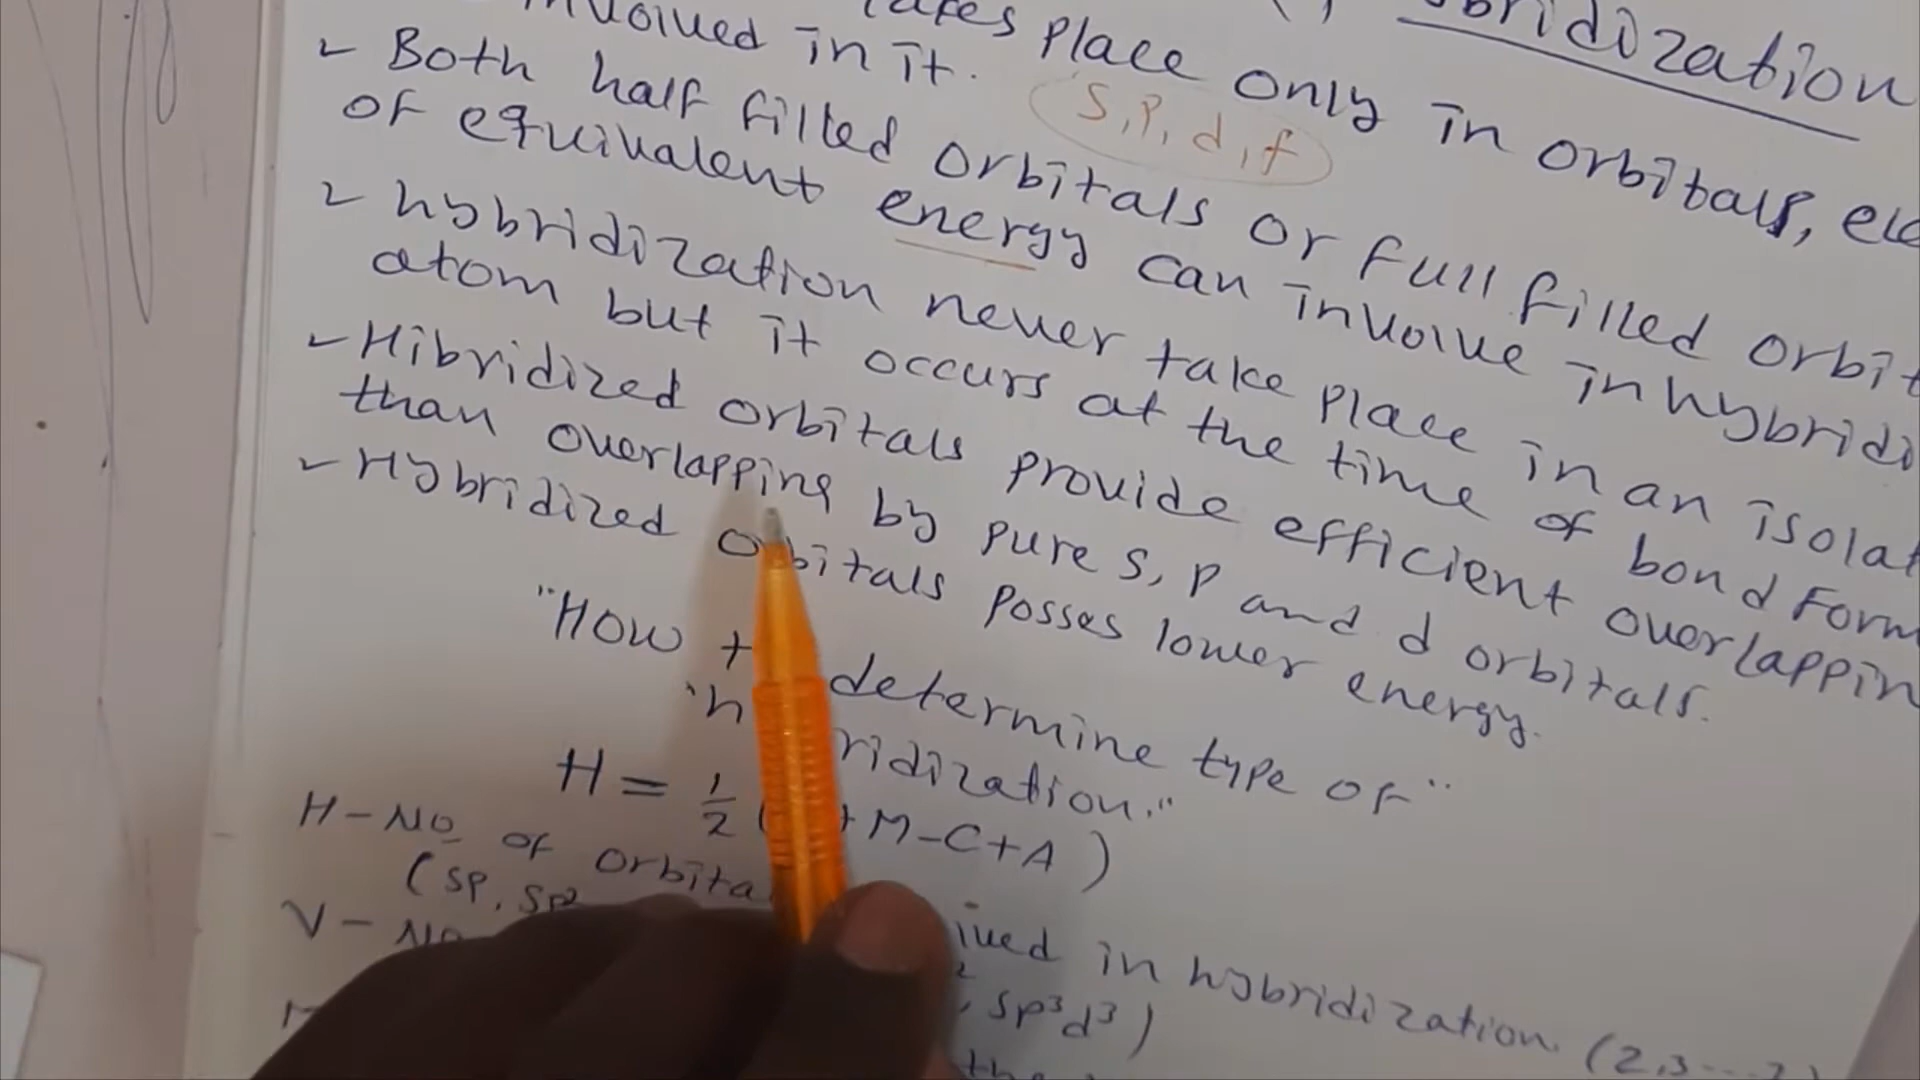 bridization
takes place only in orbitals, ele
involved in it.
s, p, d, f
Both half filled orbitals or full filled orbit
of equivalent energy can involve in hybridi
hybridization never take place in an isolat
atom but it occurs at the time of bond Form
Hibridized orbitals provide efficient overlappin
than overlapping by pure s, p and d orbitals.
Hybridized orbitals posses lower energy.
"How determine type of"
ridization."
H = 1/2 ( +M-C+A )
H - No of orbita ived in hybridization (2,3
(sp, sp² , sp³d³)
V - No
the